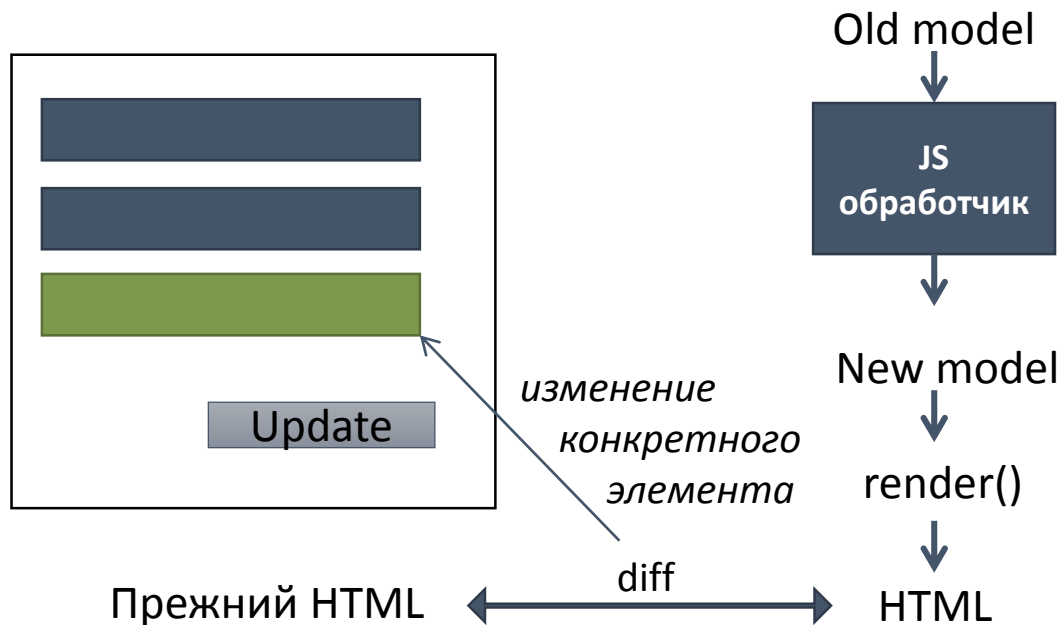 Old model
JS
обработчик
New model
изменение
конкретного
элемента
Update
render()
diff
Прежний HTML
HTML